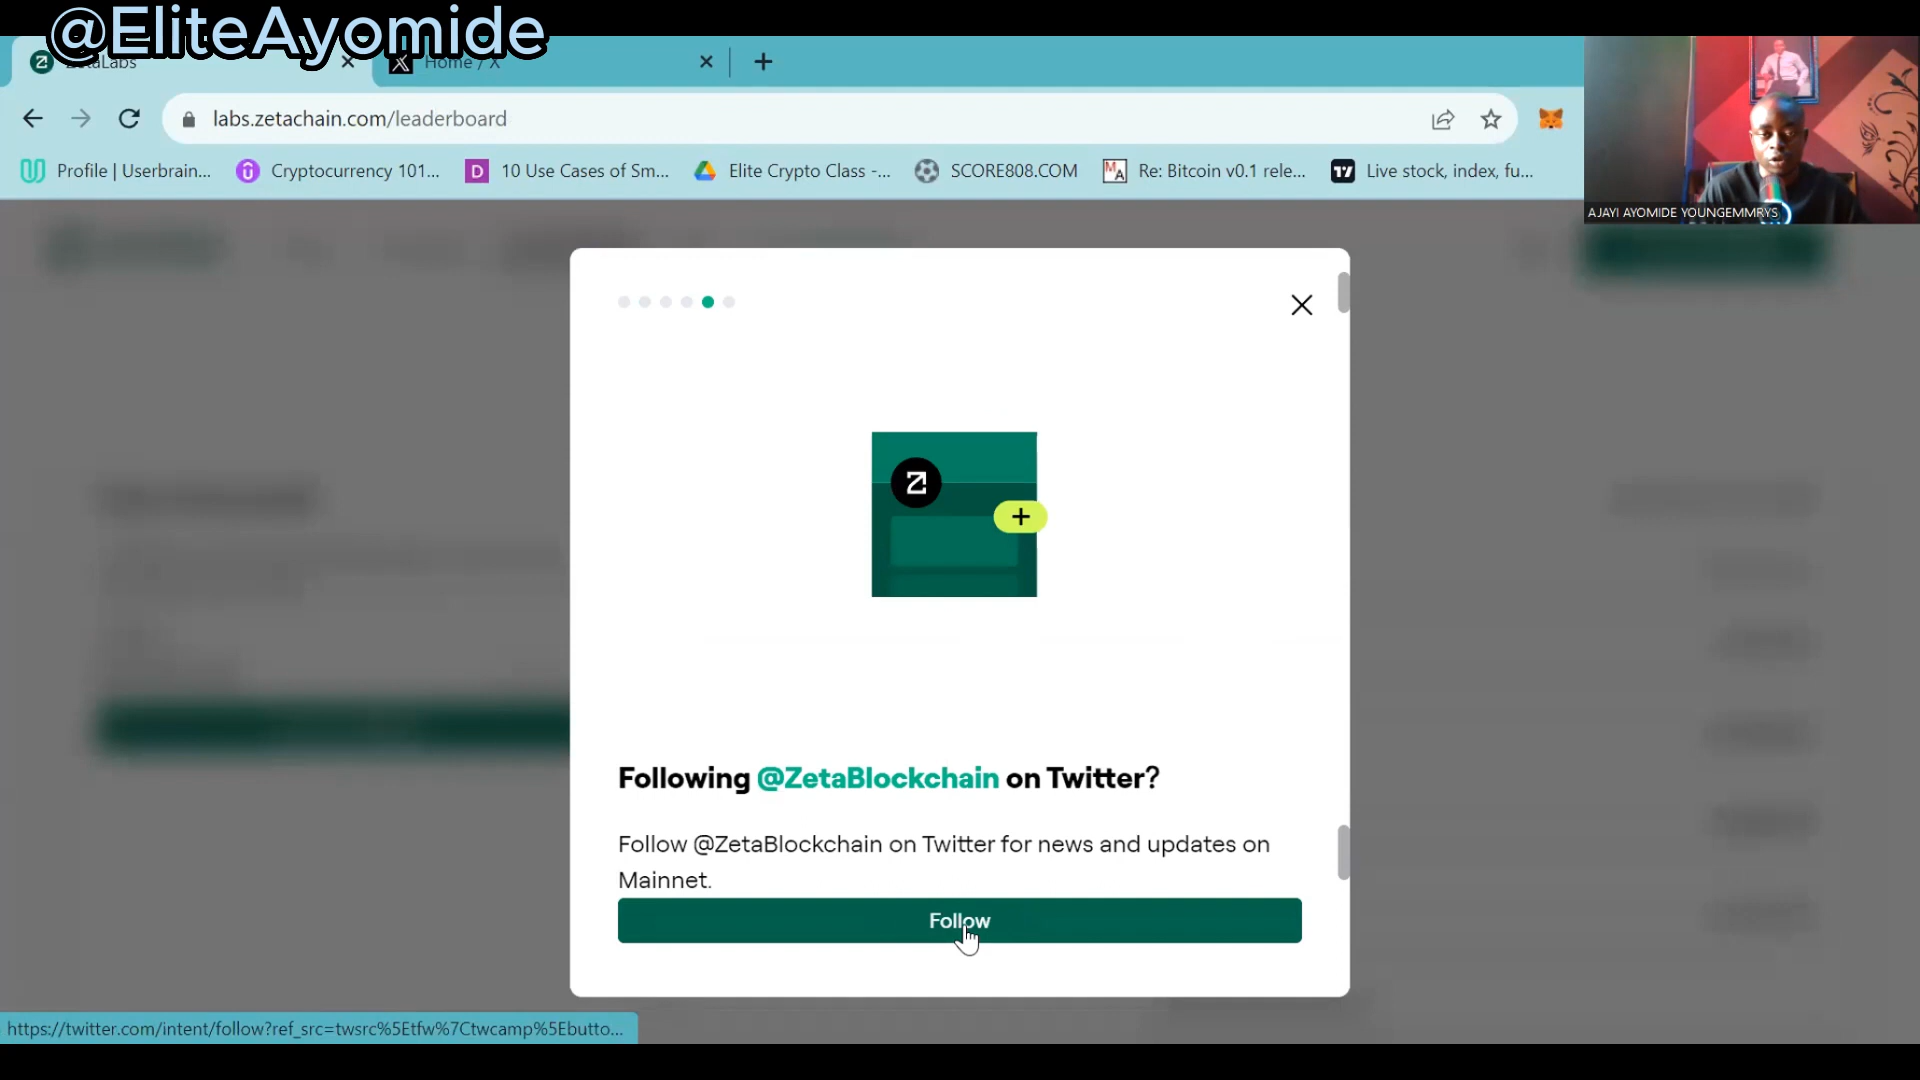 @EliteAyomide
ZetaLabs
Home / X
labs.zetachain.com/leaderboard
Profile | Userbrain...
Cryptocurrency 101...
10 Use Cases of Sm...
Elite Crypto Class -...
SCORE808.COM
Re: Bitcoin v0.1 rele...
Live stock, index, fu...
AJAYI AYOMIDE YOUNGEMMRYS
Following @ZetaBlockchain on Twitter?
Follow @ZetaBlockchain on Twitter for news and updates on
Mainnet.
Follow
https://twitter.com/intent/follow?ref_src=twsrc%5Etfw%7Ctwcamp%5Ebutto...